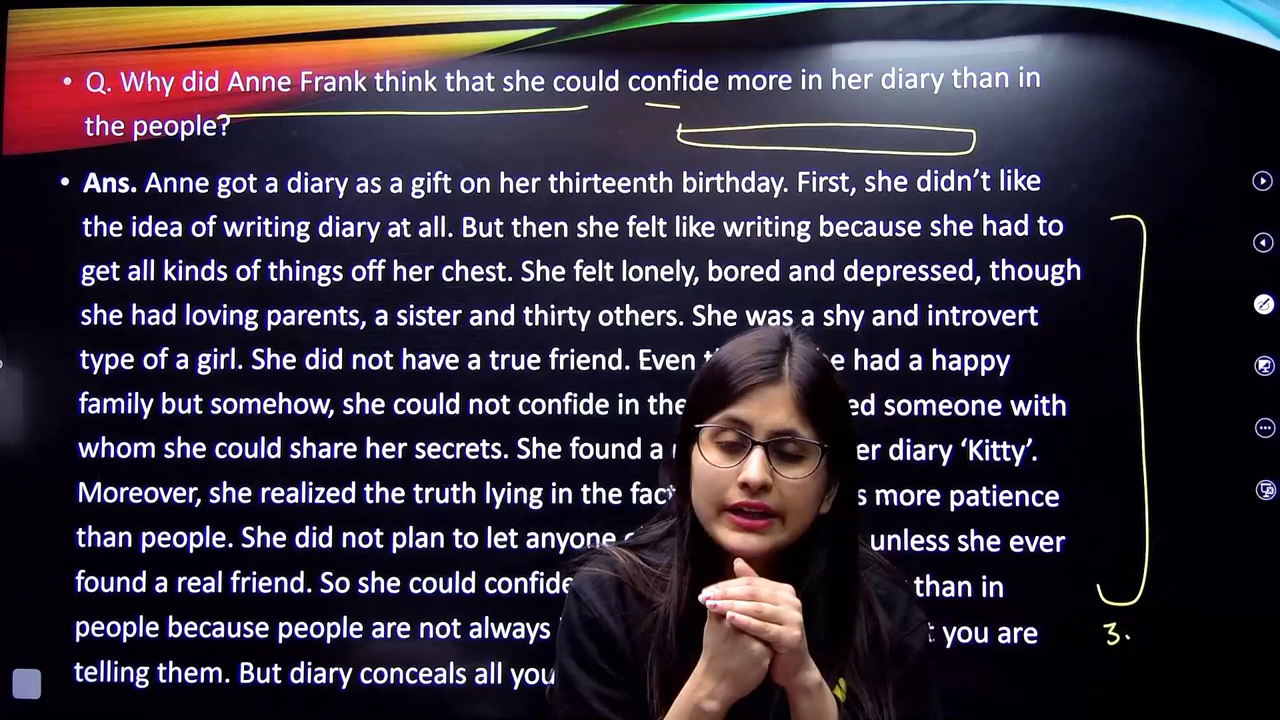 • Q. Why did Anne Frank think that she could confide more in her diary than in
the people?
• Ans. Anne got a diary as a gift on her thirteenth birthday. First, she didn't like
the idea of writing diary at all. But then she felt like writing because she had to
get all kinds of things off her chest. She felt lonely, bored and depressed, though
she had loving parents, a sister and thirty others. She was a shy and introvert
type of a girl. She did not have a true friend. Even had a happy
family but somehow, she could not confide in someone with
whom she could share her secrets. She found a diary 'Kitty'.
Moreover, she realized the truth lying in the more patience
than people. She did not plan to let anyone unless she ever
found a real friend. So she could confide than in
people because people are not always you are
telling them. But diary conceals all
3.